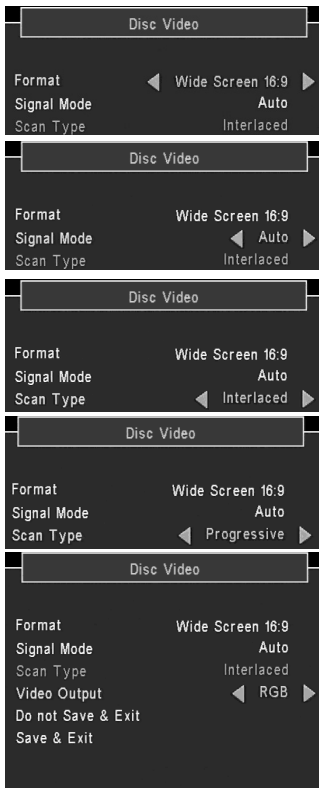 Disc Video
Format Wide Screen 16:9
Signal Mode Auto
Scan Type Interlaced
Disc Video
Format Wide Screen 16:9
Signal Mode Auto
Scan Type Interlaced
Disc Video
Format Wide Screen 16:9
Signal Mode Auto
Scan Type Interlaced
Disc Video
Format Wide Screen 16:9
Signal Mode Auto
Scan Type Progressive
Disc Video
Format Wide Screen 16:9
Signal Mode Auto
Scan Type Interlaced
Video Output RGB
Do not Save & Exit
Save & Exit